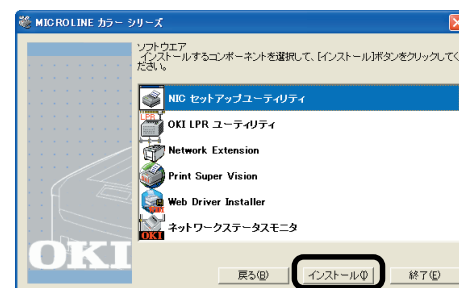 MICROLINE カラー シリーズ
ソフトウエア
インストールするコンポーネントを選択して、[インストール]ボタンをクリックしてく
ださい。
NIC セットアップユーティリティ
LPR
OKI LPR ユーティリティ
Network Extension
Print Super Vision
Web Driver Installer
OKI
ネットワークステータスモニタ
OKI
戻る(B)
インストール(I)
終了(E)